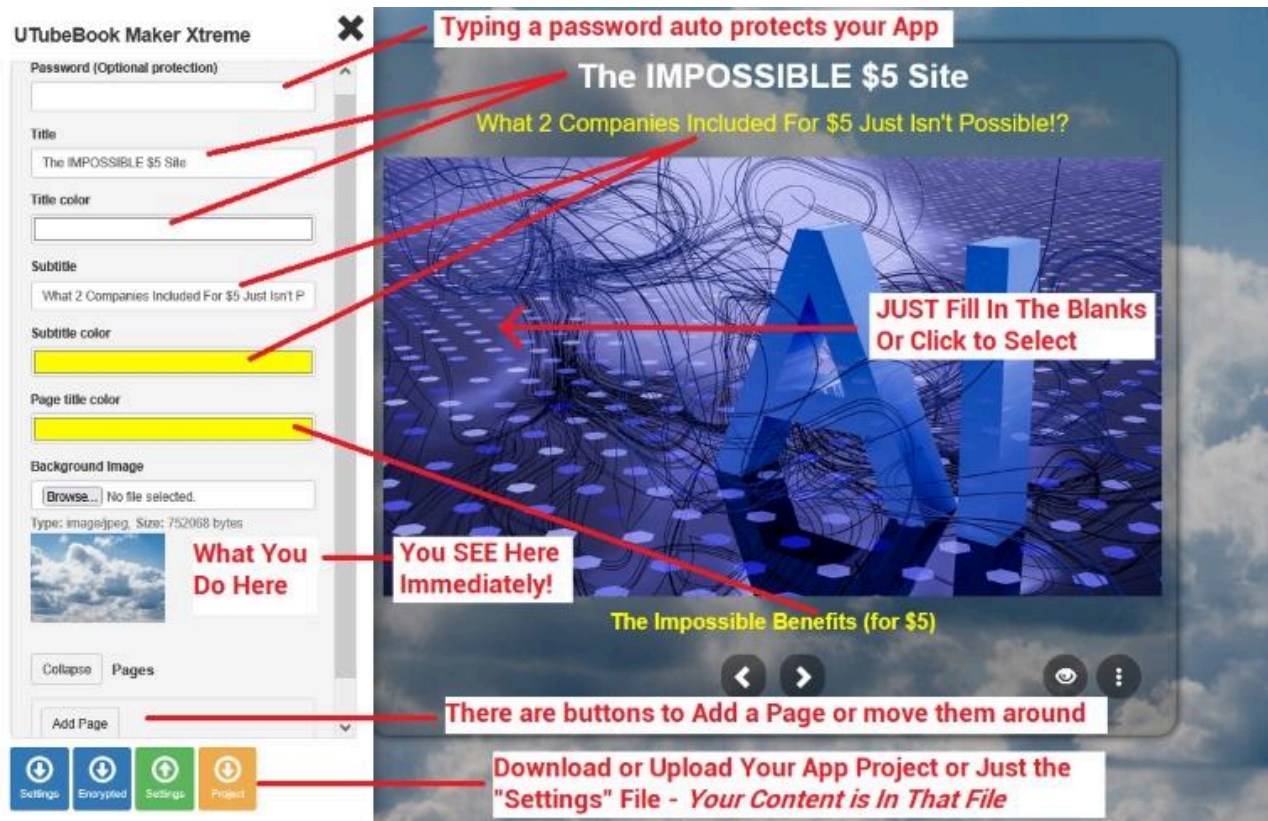 UTubeBook Maker Xtreme
Password (Optional protection)
Title
The IMPOSSIBLE $5 Site
Title color
Subtitle
What 2 Companies Included For $5 Just Isn't P
Subtitle color
Page title color
Background Image
Browse... No file selected.
Type: image/jpeg, Size: 752068 bytes
What You
Do Here
Collapse Pages
Add Page
Settings
Encrypted
Settings
Project
Typing a password auto protects your App
The IMPOSSIBLE $5 Site
What 2 Companies Included For $5 Just Isn't Possible!?
AI
JUST Fill In The Blanks
Or Click to Select
You SEE Here
Immediately!
The Impossible Benefits (for $5)
There are buttons to Add a Page or move them around
Download or Upload Your App Project or Just the
"Settings" File - Your Content is In That File